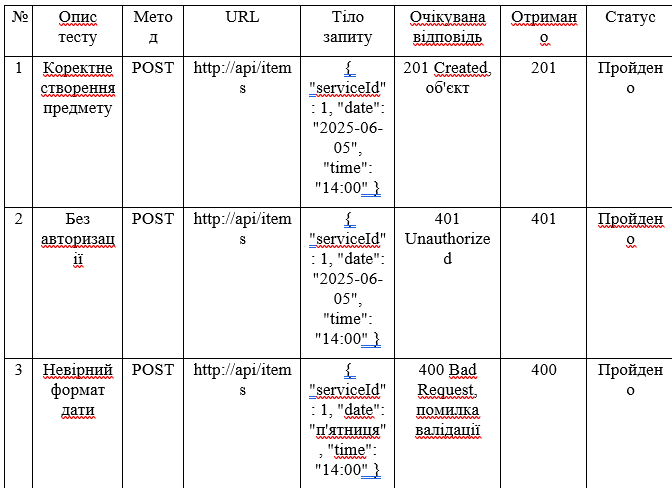 № Опис тесту Метод URL Тіло запиту Очікувана відповідь Отримано Статус
1 Коректне створення предмету POST http://api/items { "serviceId": 1, "date": "2025-06-05", "time": "14:00" } 201 Created, об'єкт 201 Пройдено
2 Без авторизації POST http://api/items { "serviceId": 1, "date": "2025-06-05", "time": "14:00" } 401 Unauthorized 401 Пройдено
3 Невірний формат дати POST http://api/items { "serviceId": 1, "date": "п'ятниця", "time": "14:00" } 400 Bad Request, помилка валідації 400 Пройдено